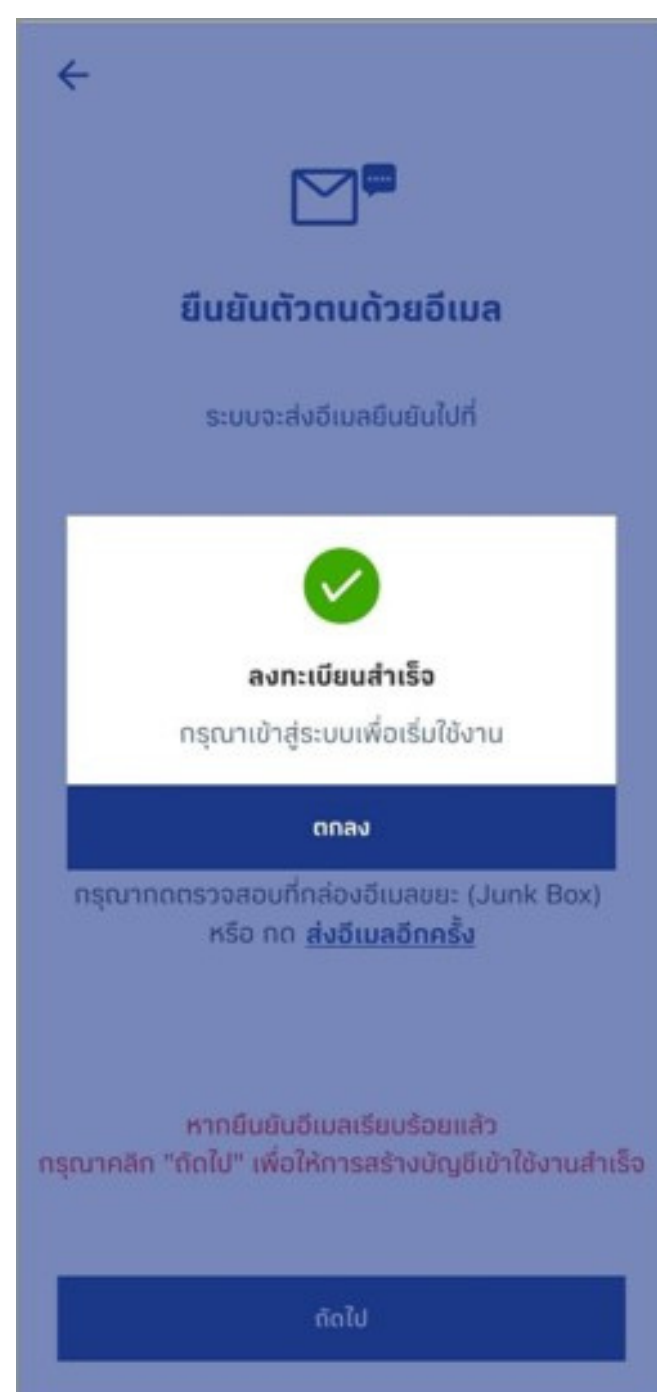 ยืนยันตัวตนด้วยอีเมล
ระบบจะส่งอีเมลยืนยันไปที่
ลงทะเบียนสำเร็จ
กรุณาเข้าสู่ระบบเพื่อเริ่มใช้งาน
ตกลง
กรุณากดตรวจสอบที่กล่องอีเมลขยะ (Junk Box)
หรือ กด ส่งอีเมลอีกครั้ง
หากยืนยันอีเมลเรียบร้อยแล้ว
กรุณาคลิก "ถัดไป" เพื่อให้การสร้างบัญชีเข้าใช้งานสำเร็จ
ถัดไป